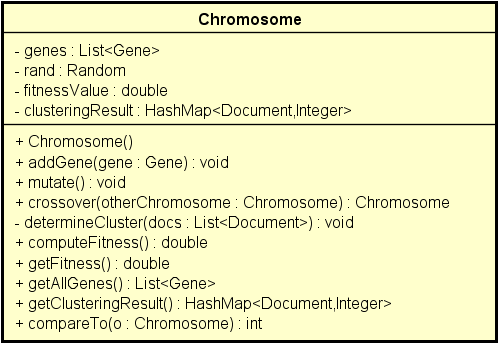 Chromosome
- genes : List<Gene>
- rand : Random
- fitnessValue : double
- clusteringResult : HashMap<Document,Integer>
+ Chromosome()
+ addGene(gene : Gene) : void
+ mutate() : void
+ crossover(otherChromosome : Chromosome) : Chromosome
- determineCluster(docs : List<Document>) : void
+ computeFitness() : double
+ getFitness() : double
+ getAllGenes() : List<Gene>
+ getClusteringResult() : HashMap<Document,Integer>
+ compareTo(o : Chromosome) : int